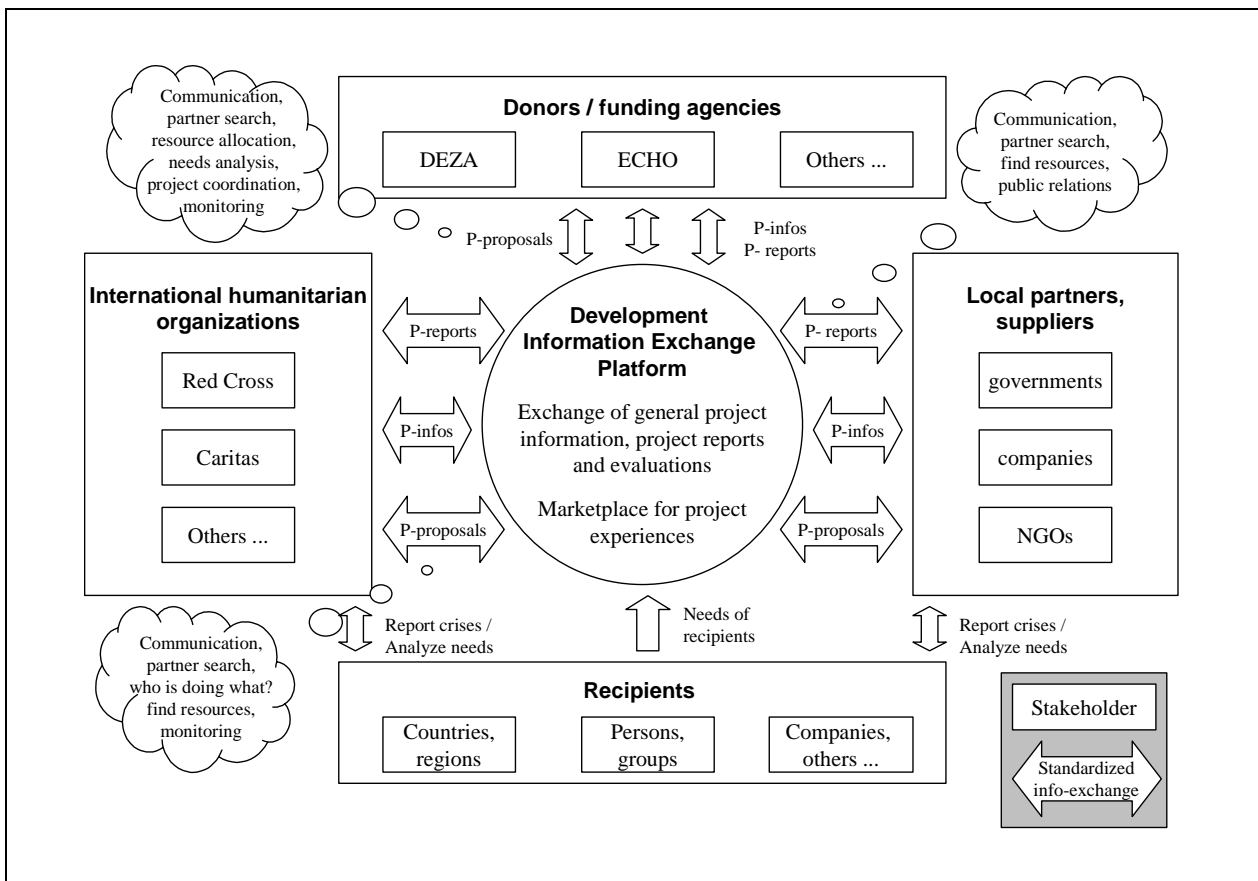 Communication,
partner search,
resource allocation,
needs analysis,
project coordination,
monitoring
Donors / funding agencies
DEZA
ECHO
Others ...
Communication,
partner search,
find resources,
public relations
P-proposals
P-infos
P- reports
International humanitarian
organizations
Red Cross
Caritas
Others ...
P-reports
P-infos
P-proposals
Development
Information Exchange
Platform
Exchange of general project
information, project reports
and evaluations
Marketplace for project
experiences
P- reports
P-infos
P-proposals
Local partners,
suppliers
governments
companies
NGOs
Communication,
partner search,
who is doing what?
find resources,
monitoring
Report crises /
Analyze needs
Needs of
recipients
Report crises /
Analyze needs
Recipients
Countries,
regions
Persons,
groups
Companies,
others ...
Stakeholder
Standardized
info-exchange